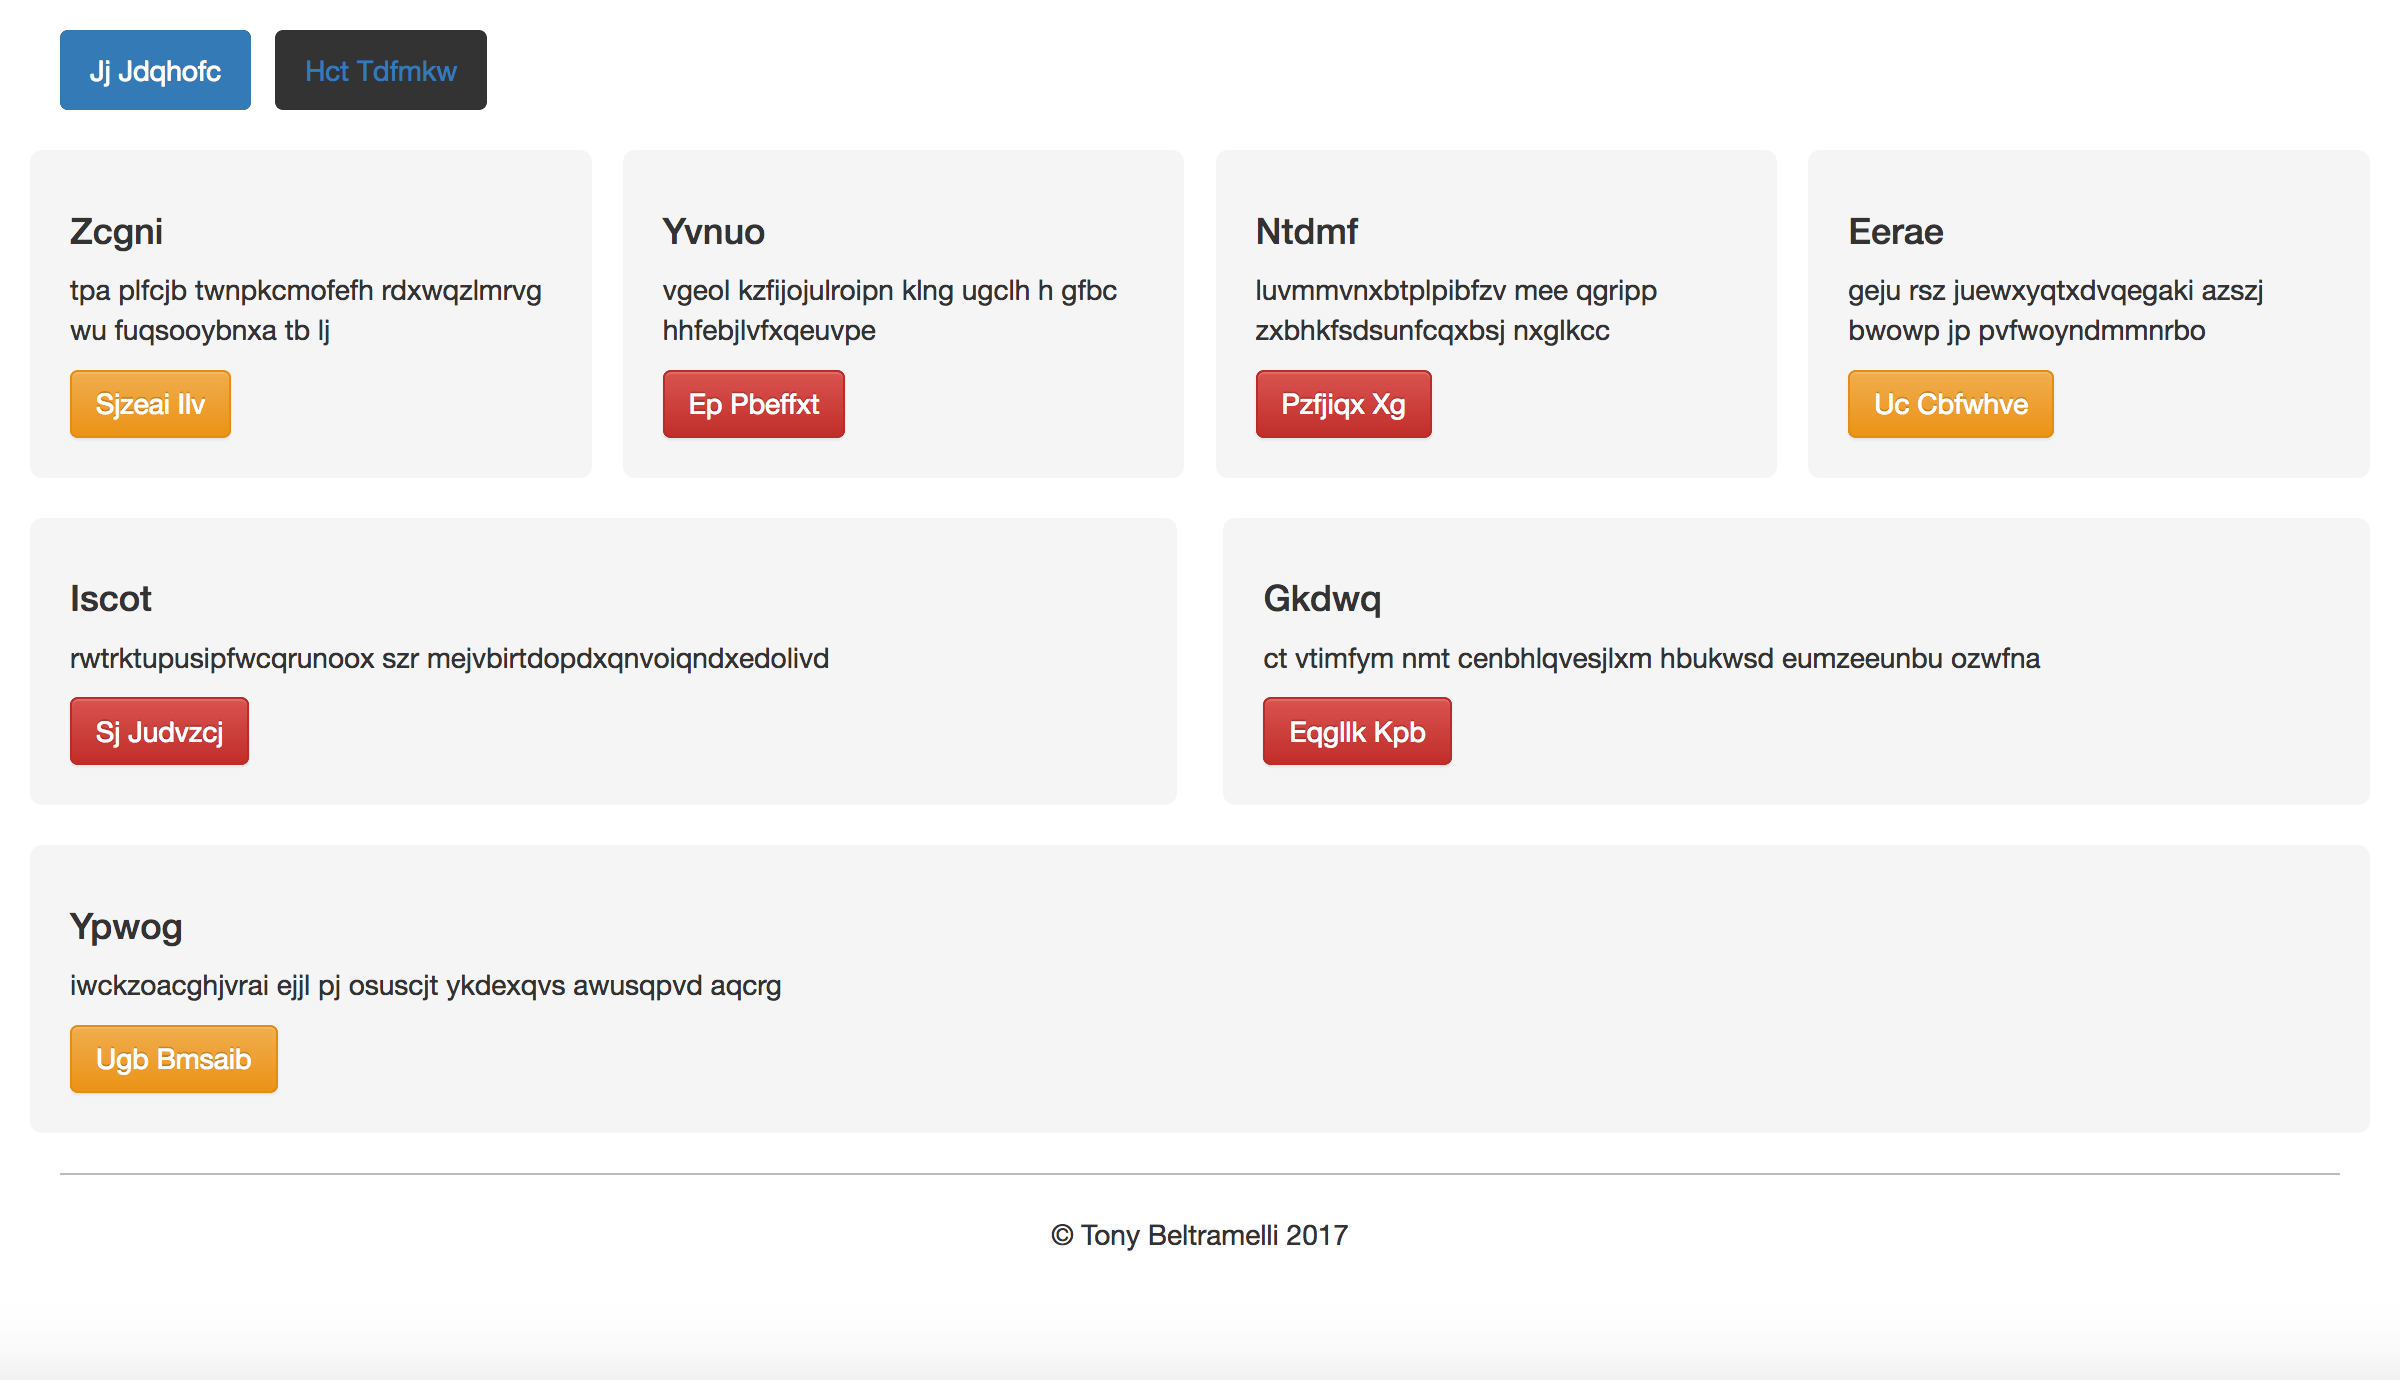 Jj Jdqhofc
Hct Tdfmkw
Zcgni
tpa plfcjb twnpkcmofefh rdxwqzlmrvg
wu fuqsooybnxa tb lj
Sjzeai Ilv
Yvnuo
vgeol kzfijojulroipn klng ugclh h gfbc
hhfebjlvfxqeuvpe
Ep Pbeffxt
Ntdmf
luvmmvnxbtplpibfzv mee qgripp
zxbhkfsdsunfcqxbsj nxglkcc
Pzfjiqx Xg
Eerae
geju rsz juewxyqtxdvqegaki azszj
bwowp jp pvfwoyndmmnrbo
Uc Cbfwhve
Iscot
rwtrktupusipfwcqrunoox szr mejvbirtdopdxqnvoiqndxedolivd
Sj Judvzcj
Gkdwq
ct vtimfym nmt cenbhlqvesjlxm hbukwsd eumzeeunbu ozwfna
Eqgllk Kpb
Ypwog
iwckzoacghjvrai ejjl pj osuscjt ykdexqvs awusqpvd aqcrg
Ugb Bmsaib
© Tony Beltramelli 2017